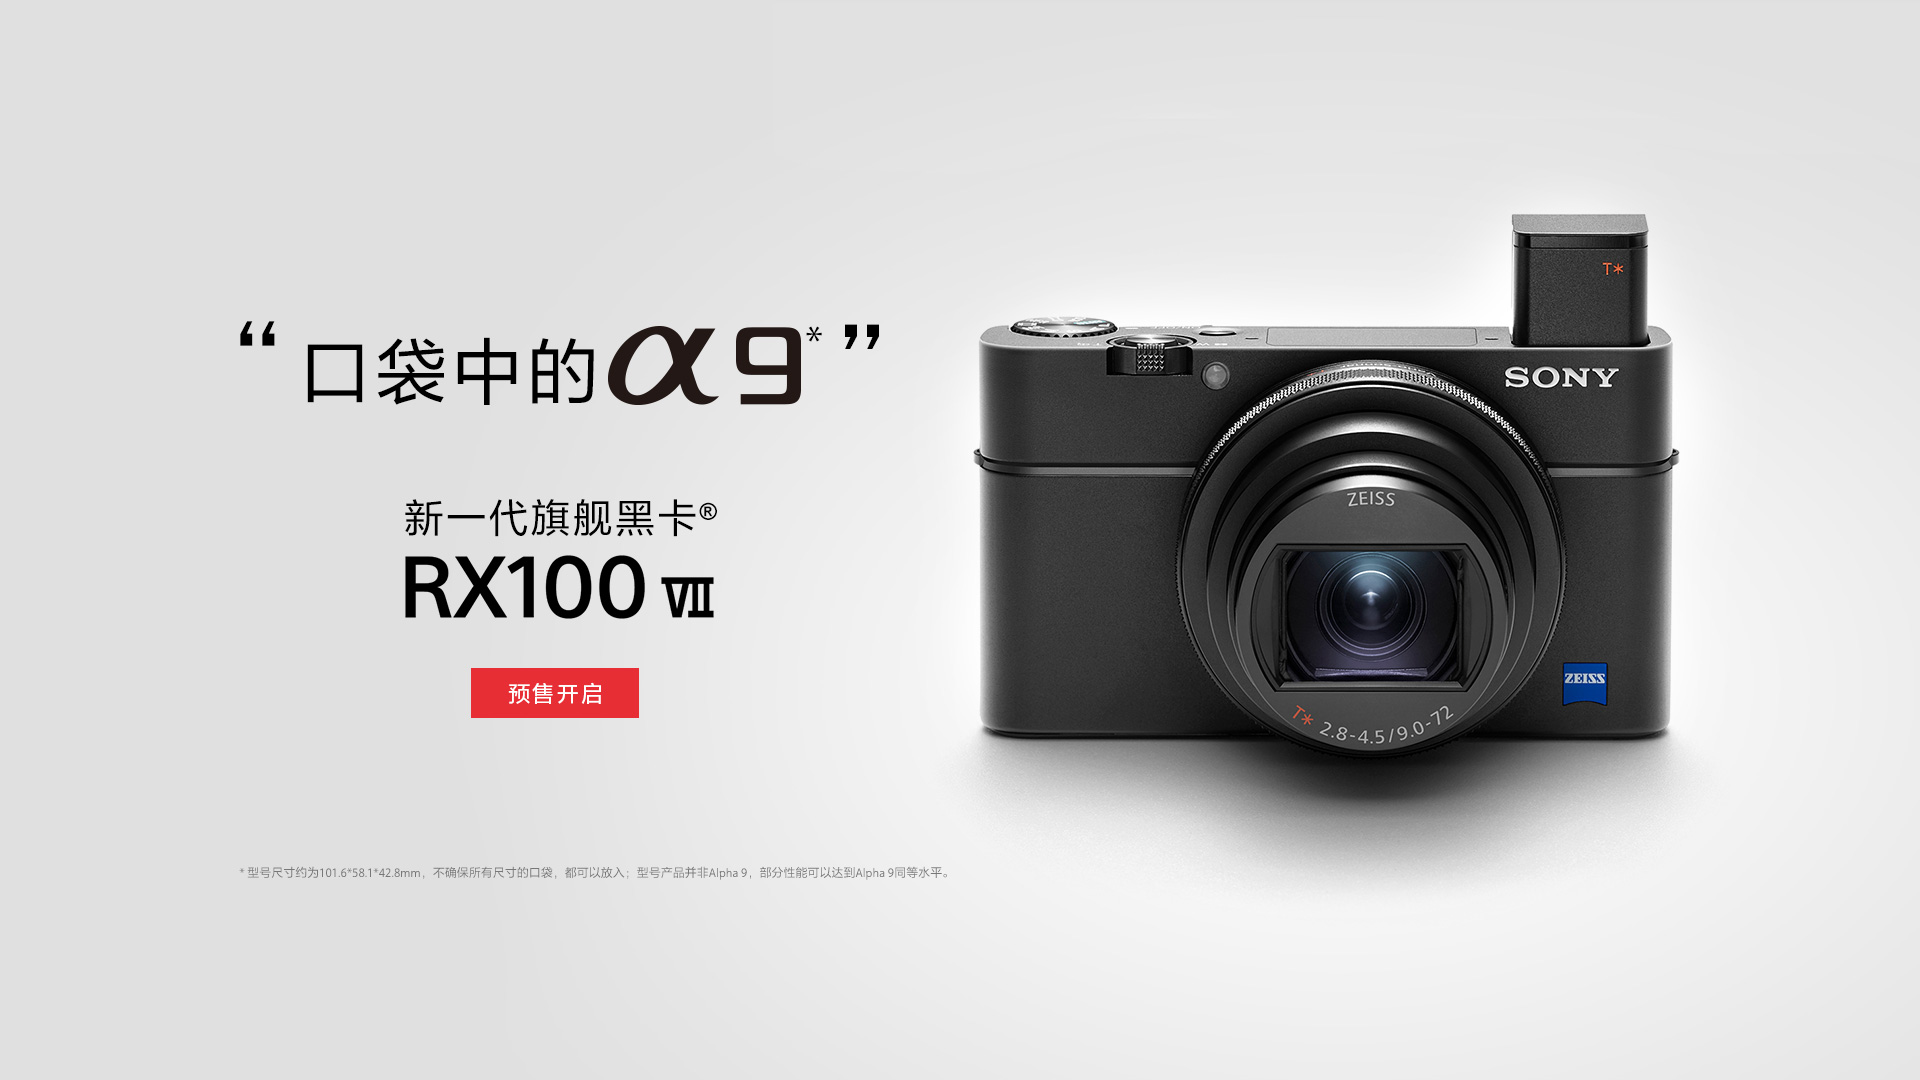 “口袋中的α9*”
新一代旗舰黑卡®
RX100 Ⅶ
预售开启
* 型号尺寸约为101.6*58.1*42.8mm，不确保所有尺寸的口袋，都可以放入；型号产品并非Alpha 9，部分性能可以达到Alpha 9同等水平。
T*
SONY
ZEISS
ZEISS
T* 2.8-4.5/9.0-72